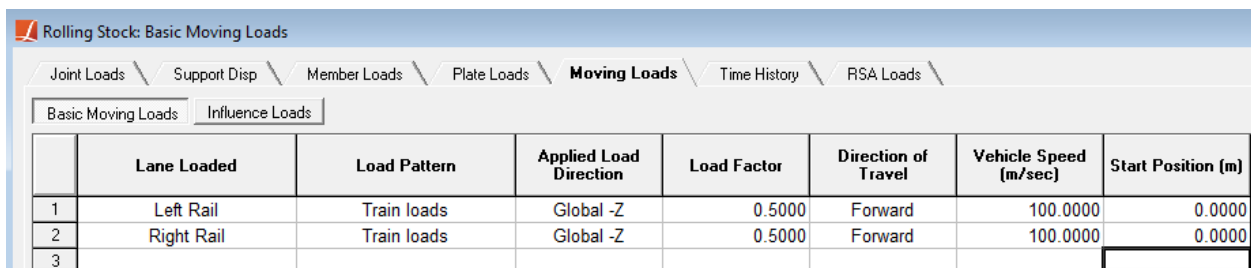 Rolling Stock: Basic Moving Loads
Joint Loads Support Disp Member Loads Plate Loads Moving Loads Time History RSA Loads
Basic Moving Loads Influence Loads
Lane Loaded Load Pattern Applied Load Direction Load Factor Direction of Travel Vehicle Speed (m/sec) Start Position (m)
1 Left Rail Train loads Global -Z 0.5000 Forward 100.0000 0.0000
2 Right Rail Train loads Global -Z 0.5000 Forward 100.0000 0.0000
3